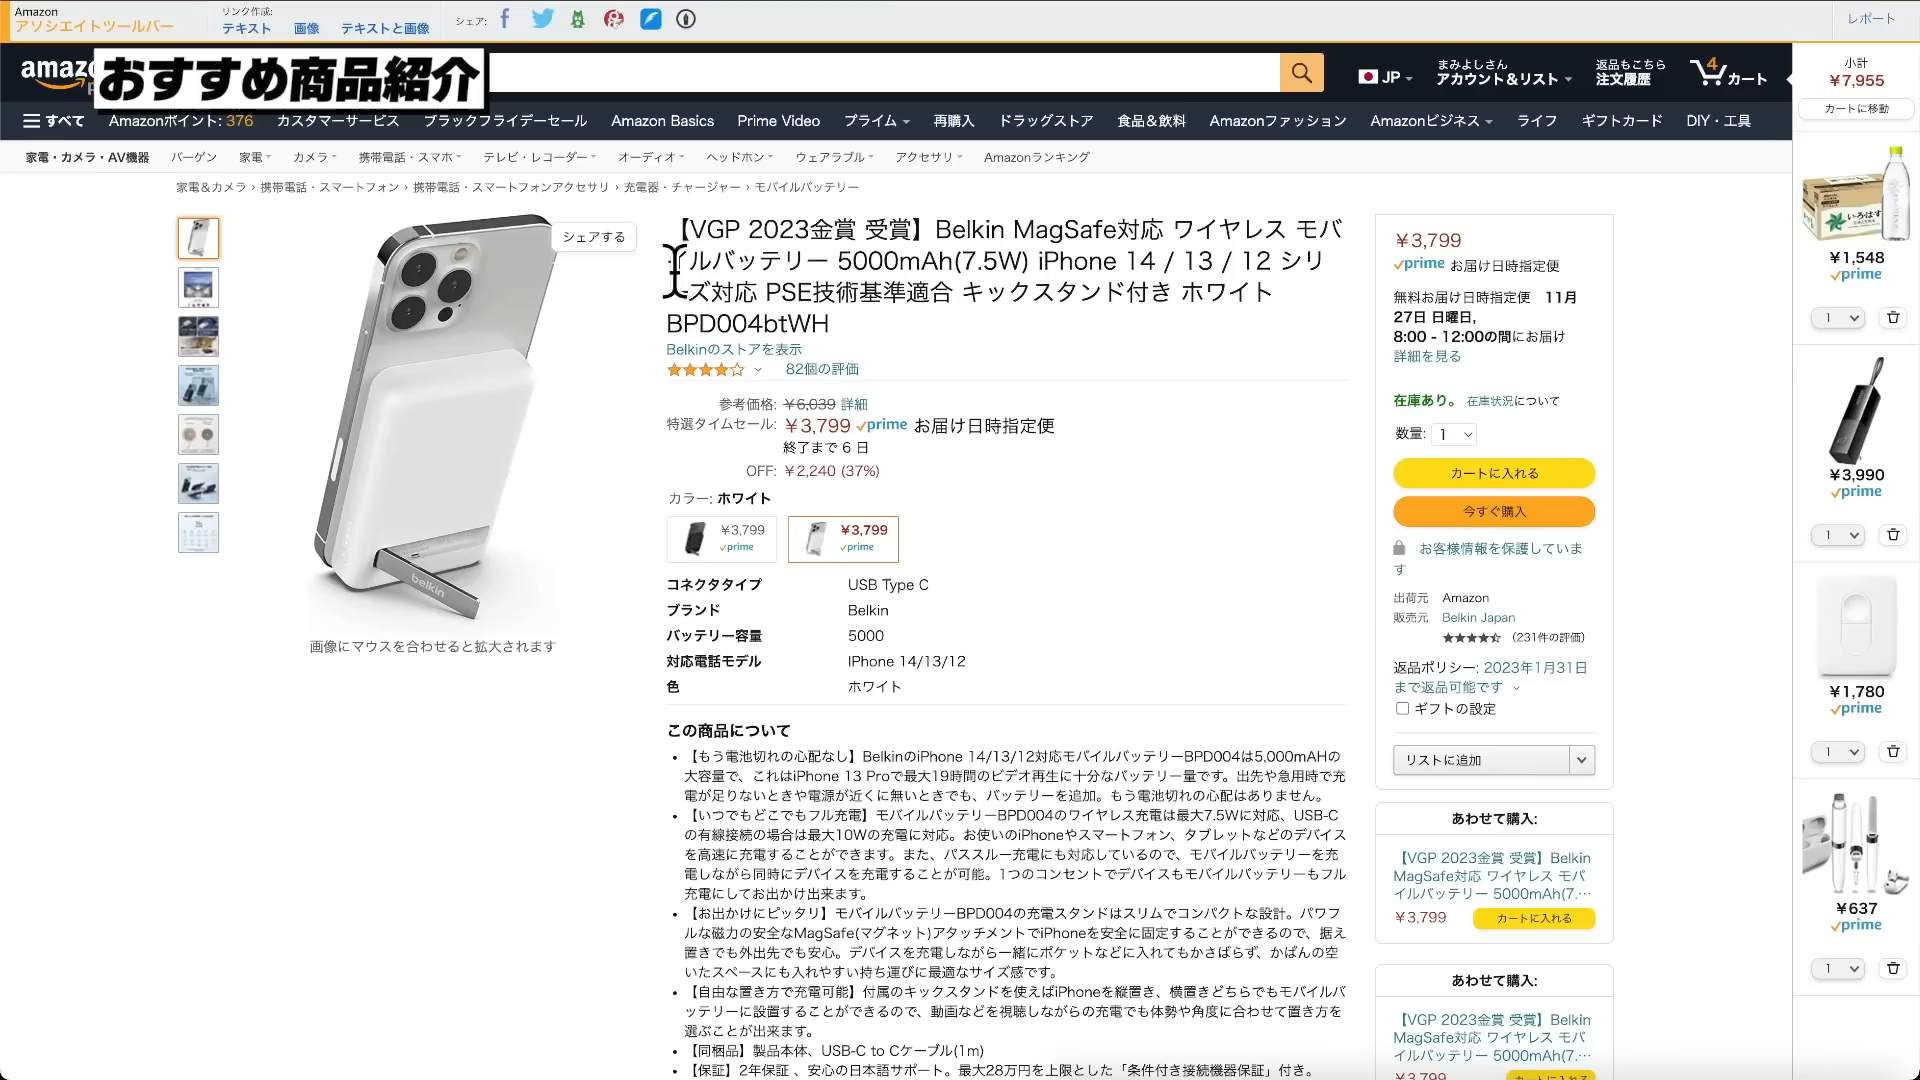 Amazon
アソシエイトツールバー
リンク作成:
テキスト
画像
テキストと画像
シェア:
レポート
amazo
おすすめ商品紹介
JP
まみよしさん
アカウント&リスト
返品もこちら
注文履歴
4
カート
小計
￥7,955
カートに移動
すべて
Amazonポイント: 376
カスタマーサービス
ブラックフライデーセール
Amazon Basics
Prime Video
プライム
再購入
ドラッグストア
食品＆飲料
Amazonファッション
Amazonビジネス
ライフ
ギフトカード
DIY・工具
家電・カメラ・AV機器
バーゲン
家電
カメラ
携帯電話・スマホ
テレビ・レコーダー
オーディオ
ヘッドホン
ウェアラブル
アクセサリ
Amazonランキング
家電＆カメラ › 携帯電話・スマートフォン › 携帯電話・スマートフォンアクセサリ › 充電器・チャージャー › モバイルバッテリー
シェアする
belkin
画像にマウスを合わせると拡大されます
【VGP 2023金賞 受賞】Belkin MagSafe対応 ワイヤレス モバ
イルバッテリー 5000mAh(7.5W) iPhone 14 / 13 / 12 シリ
ーズ対応 PSE技術基準適合 キックスタンド付き ホワイト
BPD004btWH
Belkinのストアを表示
82個の評価
参考価格: ￥6,039 詳細
特選タイムセール: ￥3,799 prime お届け日時指定便
終了まで 6 日
OFF: ￥2,240 (37%)
カラー: ホワイト
￥3,799
prime
￥3,799
prime
コネクタタイプ USB Type C
ブランド Belkin
バッテリー容量 5000
対応電話モデル IPhone 14/13/12
色 ホワイト
この商品について
• 【もう電池切れの心配なし】BelkinのiPhone 14/13/12対応モバイルバッテリーBPD004は5,000mAHの
大容量で、これはiPhone 13 Proで最大19時間のビデオ再生に十分なバッテリー量です。出先や急用時で充
電が足りないときや電源が近くに無いときでも、バッテリーを追加。もう電池切れの心配はありません。
• 【いつでもどこでもフル充電】モバイルバッテリーBPD004のワイヤレス充電は最大7.5Wに対応、USB-C
の有線接続の場合は最大10Wの充電に対応。お使いのiPhoneやスマートフォン、タブレットなどのデバイス
を高速に充電することができます。また、パススルー充電にも対応しているので、モバイルバッテリーを充
電しながら同時にデバイスを充電することが可能。1つのコンセントでデバイスもモバイルバッテリーもフル
充電にしてお出かけ出来ます。
• 【お出かけにピッタリ】モバイルバッテリーBPD004の充電スタンドはスリムでコンパクトな設計。パワフ
ルな磁力の安全なMagSafe(マグネット)アタッチメントでiPhoneを安全に固定することができるので、据え
置きでも外出先でも安心。デバイスを充電しながら一緒にポケットなどに入れてもかさばらず、かばんの空
いたスペースにも入れやすい持ち運びに最適なサイズ感です。
• 【自由な置き方で充電可能】付属のキックスタンドを使えばiPhoneを縦置き、横置きどちらでもモバイルバ
ッテリーに設置することができるので、動画などを視聴しながらの充電でも体勢や角度に合わせて置き方を
選ぶことが出来ます。
• 【同梱品】製品本体、USB-C to Cケーブル(1m)
• 【保証】2年保証 、安心の日本語サポート。最大28万円を上限とした「条件付き接続機器保証」付き。
￥3,799
prime お届け日時指定便
無料お届け日時指定便 11月
27日 日曜日,
8:00 - 12:00の間にお届け
詳細を見る
在庫あり。 在庫状況について
数量: 1
カートに入れる
今すぐ購入
お客様情報を保護していま
す
出荷元 Amazon
販売元 Belkin Japan
（231件の評価）
返品ポリシー: 2023年1月31日
まで返品可能です
ギフトの設定
リストに追加
あわせて購入:
【VGP 2023金賞 受賞】Belkin
MagSafe対応 ワイヤレス モバ
イルバッテリー 5000mAh(7.…
￥3,799
カートに入れる
あわせて購入:
【VGP 2023金賞 受賞】Belkin
MagSafe対応 ワイヤレス モバ
イルバッテリー 5000mAh(7.…
￥3,799
カートに入れる
いろはす
￥1,548
prime
1
￥3,990
prime
1
￥1,780
prime
1
￥637
prime
1